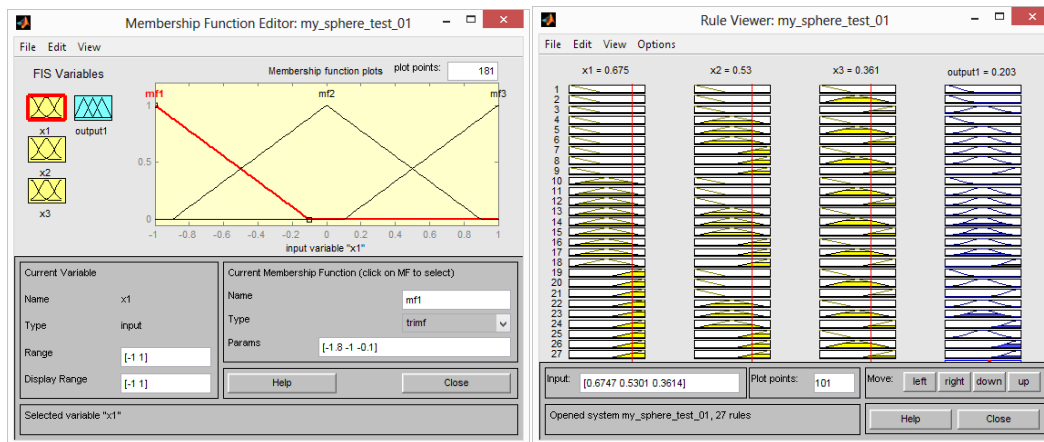 Membership Function Editor: my_sphere_test_01
File Edit View
FIS Variables
x1
output1
x2
x3
Membership function plots
plot points:
181
mf1
mf2
mf3
1
0.5
0
-1 -0.8 -0.6 -0.4 -0.2 0 0.2 0.4 0.6 0.8 1
input variable "x1"
Current Variable
Name x1
Type input
Range [-1 1]
Display Range [-1 1]
Current Membership Function (click on MF to select)
Name mf1
Type trimf
Params [-1.8 -1 -0.1]
Help Close
Selected variable "x1"
Rule Viewer: my_sphere_test_01
File Edit View Options
x1 = 0.675 x2 = 0.53 x3 = 0.361 output1 = 0.203
1
2
3
4
5
6
7
8
9
10
11
12
13
14
15
16
17
18
19
20
21
22
23
24
25
26
27
Input: [0.6747 0.5301 0.3614]
Plot points: 101
Move: left right down up
Opened system my_sphere_test_01, 27 rules
Help Close